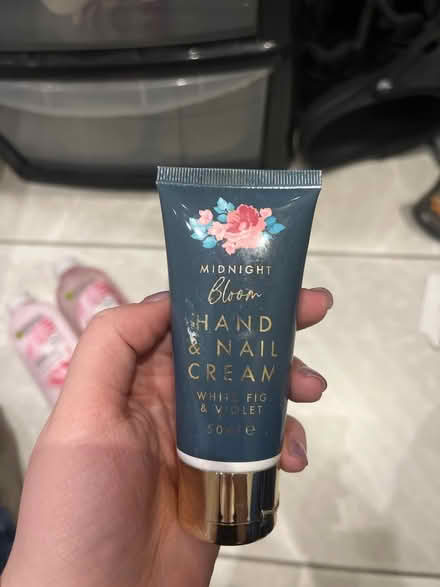 MIDNIGHT
Bloom
HAND
& NAIL
CREAM
WHITE FIG
& VIOLET
50ml e